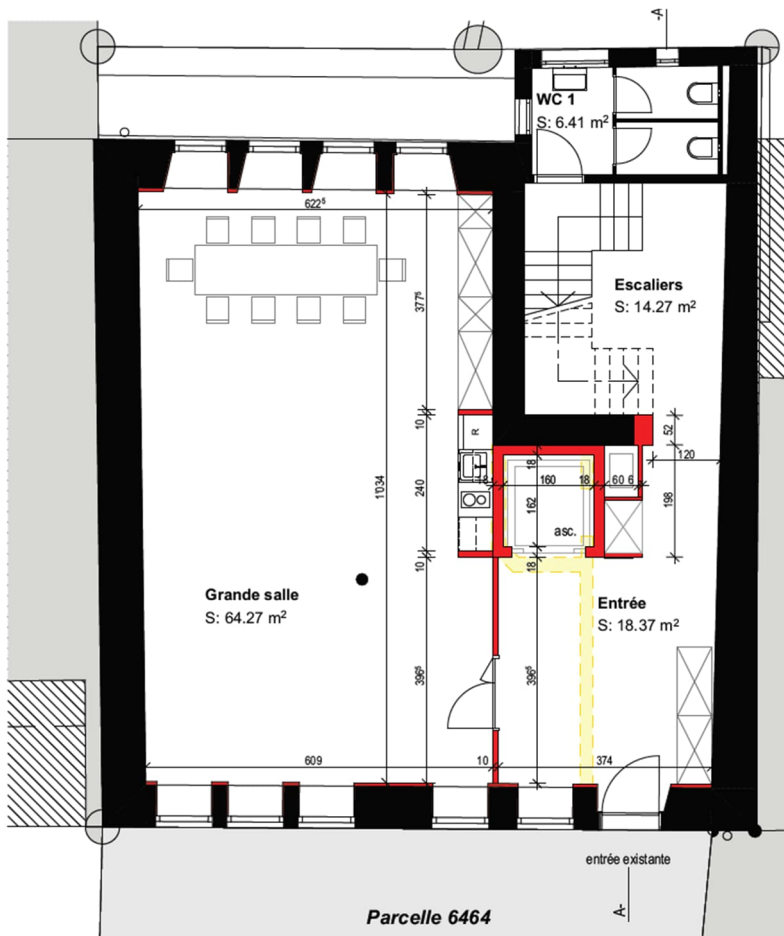 -A
WC 1
S: 6.41 m²
622⁵
Escaliers
S: 14.27 m²
377⁵
10
R
52
120
18
18
160
18
60 6
1'034
240
162
198
asc.
10
18
Grande salle
S: 64.27 m²
Entrée
S: 18.37 m²
396⁵
396⁵
609
10
374
entrée existante
A-
Parcelle 6464